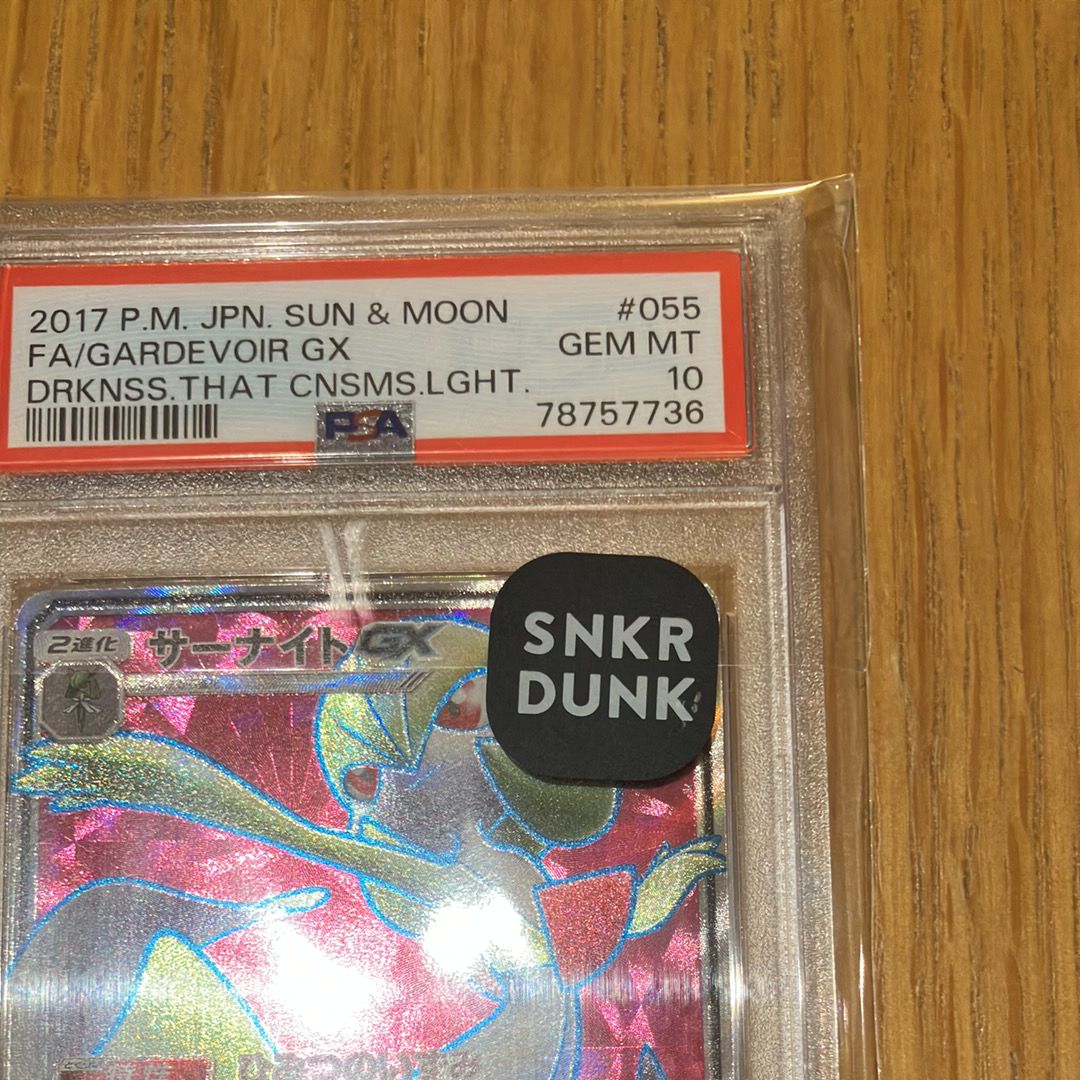 2017 P.M. JPN. SUN & MOON #055
FA/GARDEVOIR GX GEM MT
DRKNSS.THAT CNSMS.LGHT. 10
78757736
PSA
SNKR
DUNK
2進化 サーナイトGX